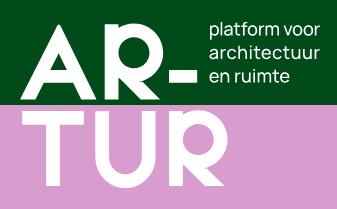 AR-
platform voor
architectuur
en ruimte
TUR